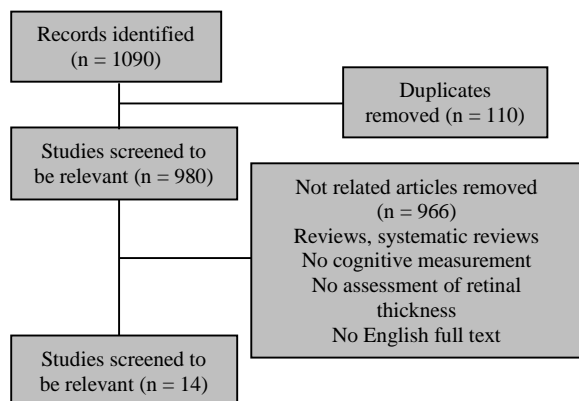 Records identified
(n = 1090)
Duplicates
removed (n = 110)
Studies screened to
be relevant (n = 980)
Not related articles removed
(n = 966)
Reviews, systematic reviews
No cognitive measurement
No assessment of retinal
thickness
No English full text
Studies screened to
be relevant (n = 14)